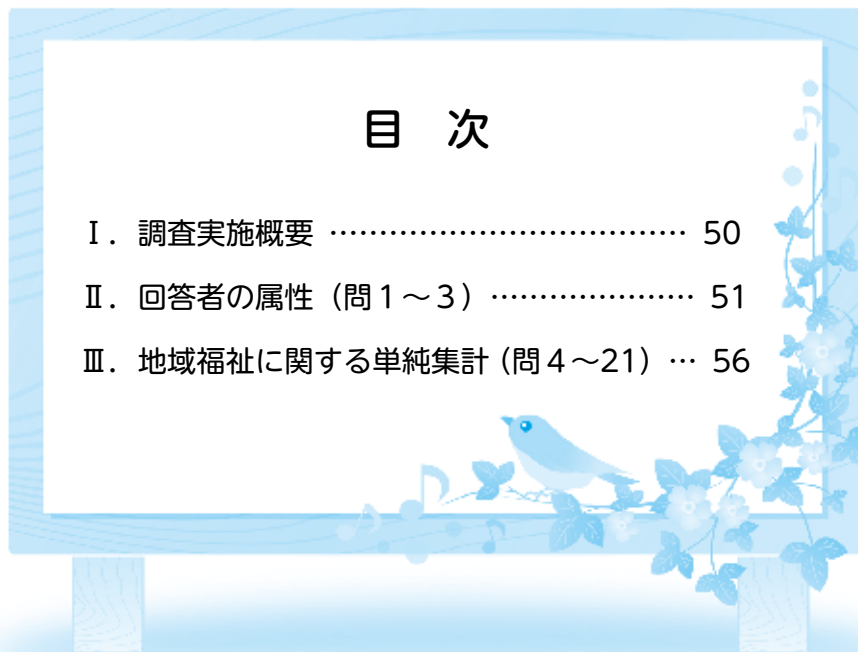 目 次
Ⅰ．調査実施概要 ………………………………… 50
Ⅱ．回答者の属性（問１～３）………………… 51
Ⅲ．地域福祉に関する単純集計（問４～21）… 56